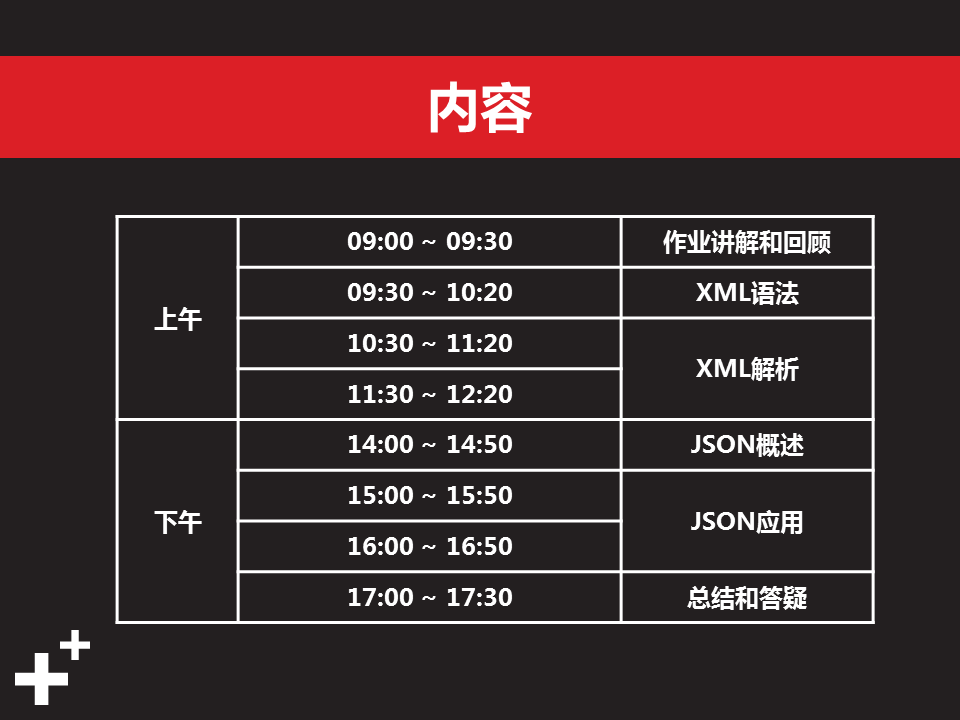 内容
上午
09:00 ~ 09:30 作业讲解和回顾
09:30 ~ 10:20 XML语法
10:30 ~ 11:20 XML解析
11:30 ~ 12:20
下午
14:00 ~ 14:50 JSON概述
15:00 ~ 15:50 JSON应用
16:00 ~ 16:50
17:00 ~ 17:30 总结和答疑